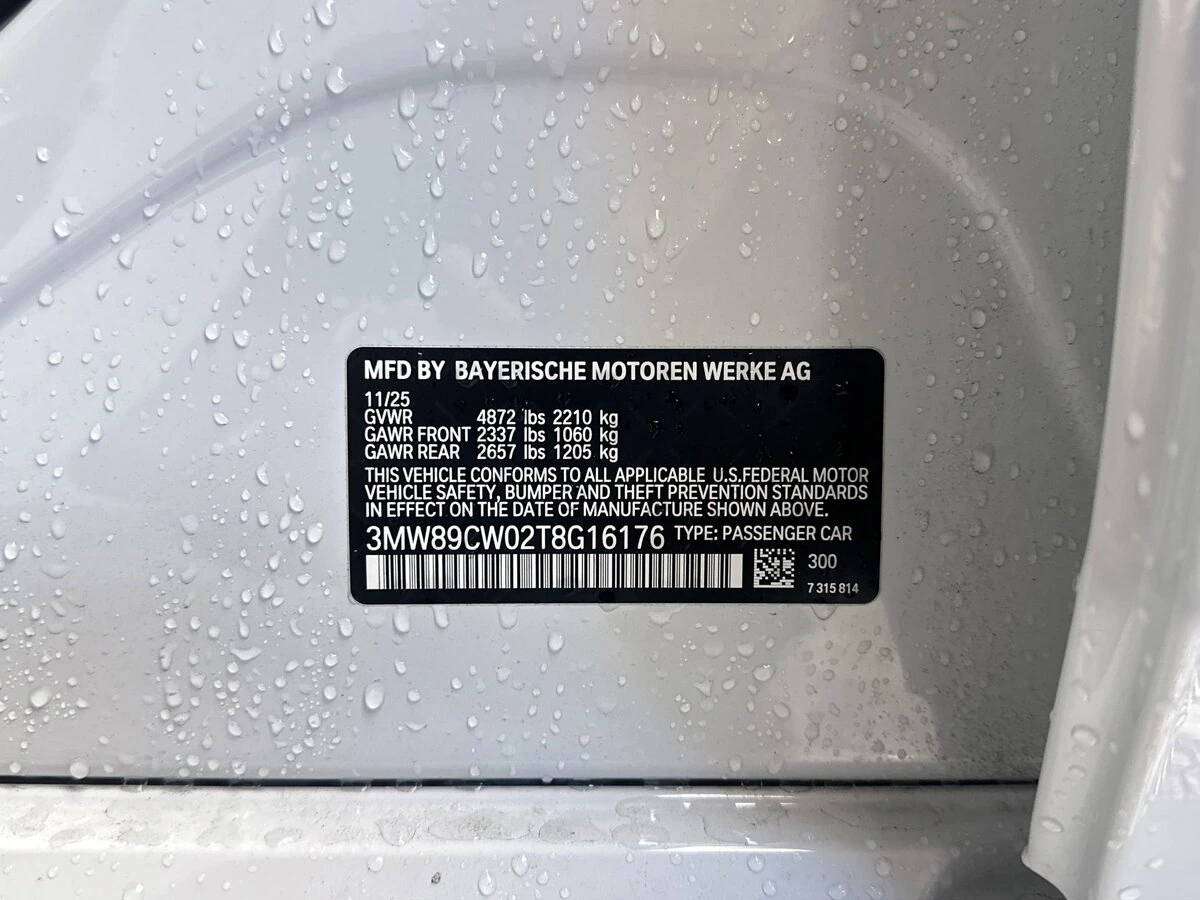 MFD BY BAYERISCHE MOTOREN WERKE AG
11/25
GVWR 4872 lbs 2210 kg
GAWR FRONT 2337 lbs 1060 kg
GAWR REAR 2657 lbs 1205 kg
THIS VEHICLE CONFORMS TO ALL APPLICABLE U.S.FEDERAL MOTOR
VEHICLE SAFETY, BUMPER AND THEFT PREVENTION STANDARDS
IN EFFECT ON THE DATE OF MANUFACTURE SHOWN ABOVE.
3MW89CW02T8G16176 TYPE: PASSENGER CAR
300
7 315 814